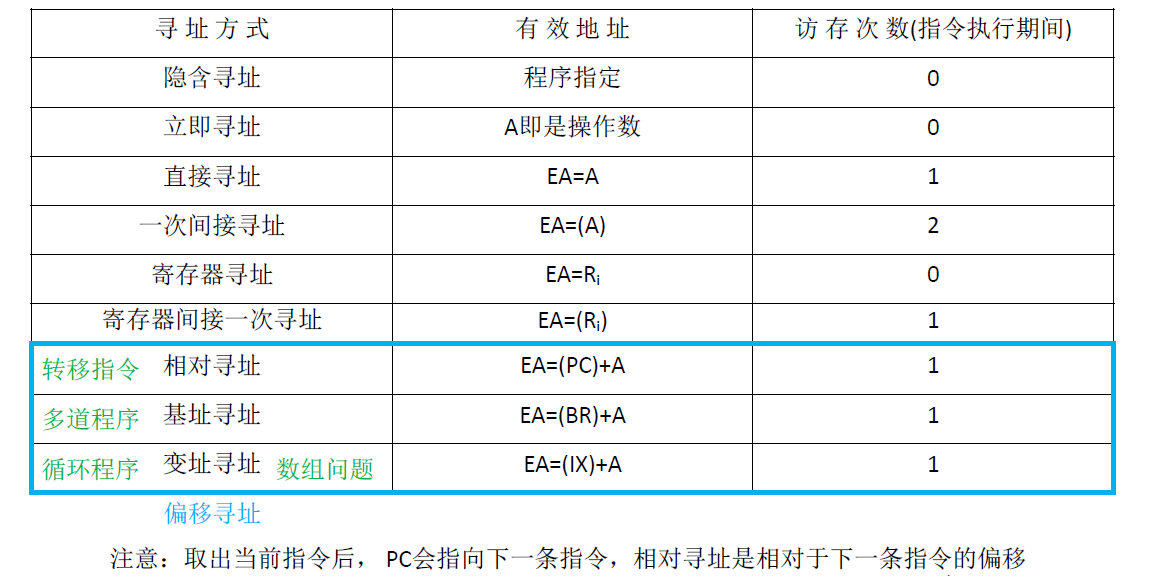 寻 址 方 式 有 效 地 址 访 存 次 数(指令执行期间)
隐含寻址 程序指定 0
立即寻址 A即是操作数 0
直接寻址 EA=A 1
一次间接寻址 EA=(A) 2
寄存器寻址 EA=Rᵢ 0
寄存器间接一次寻址 EA=(Rᵢ) 1
转移指令 相对寻址 EA=(PC)+A 1
多道程序 基址寻址 EA=(BR)+A 1
循环程序 变址寻址 数组问题 EA=(IX)+A 1
偏移寻址
注意：取出当前指令后， PC会指向下一条指令，相对寻址是相对于下一条指令的偏移